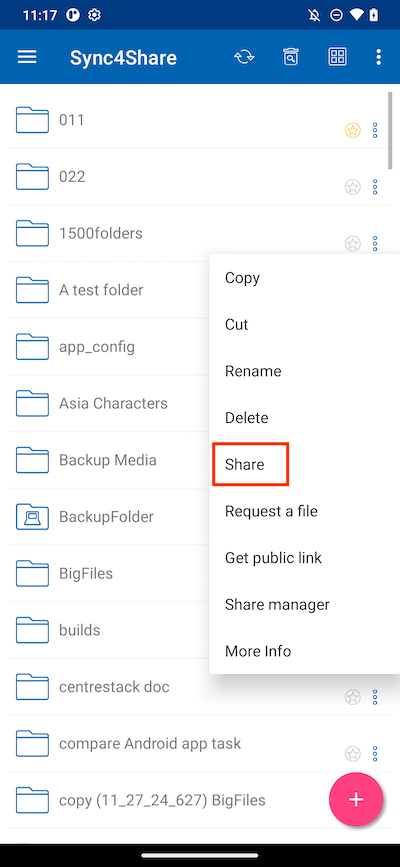 11:17
Sync4Share
011
022
1500folders
A test folder
app_config
Asia Characters
Backup Media
BackupFolder
BigFiles
builds
centrestack doc
compare Android app task
copy (11_27_24_627) BigFiles
Copy
Cut
Rename
Delete
Share
Request a file
Get public link
Share manager
More Info